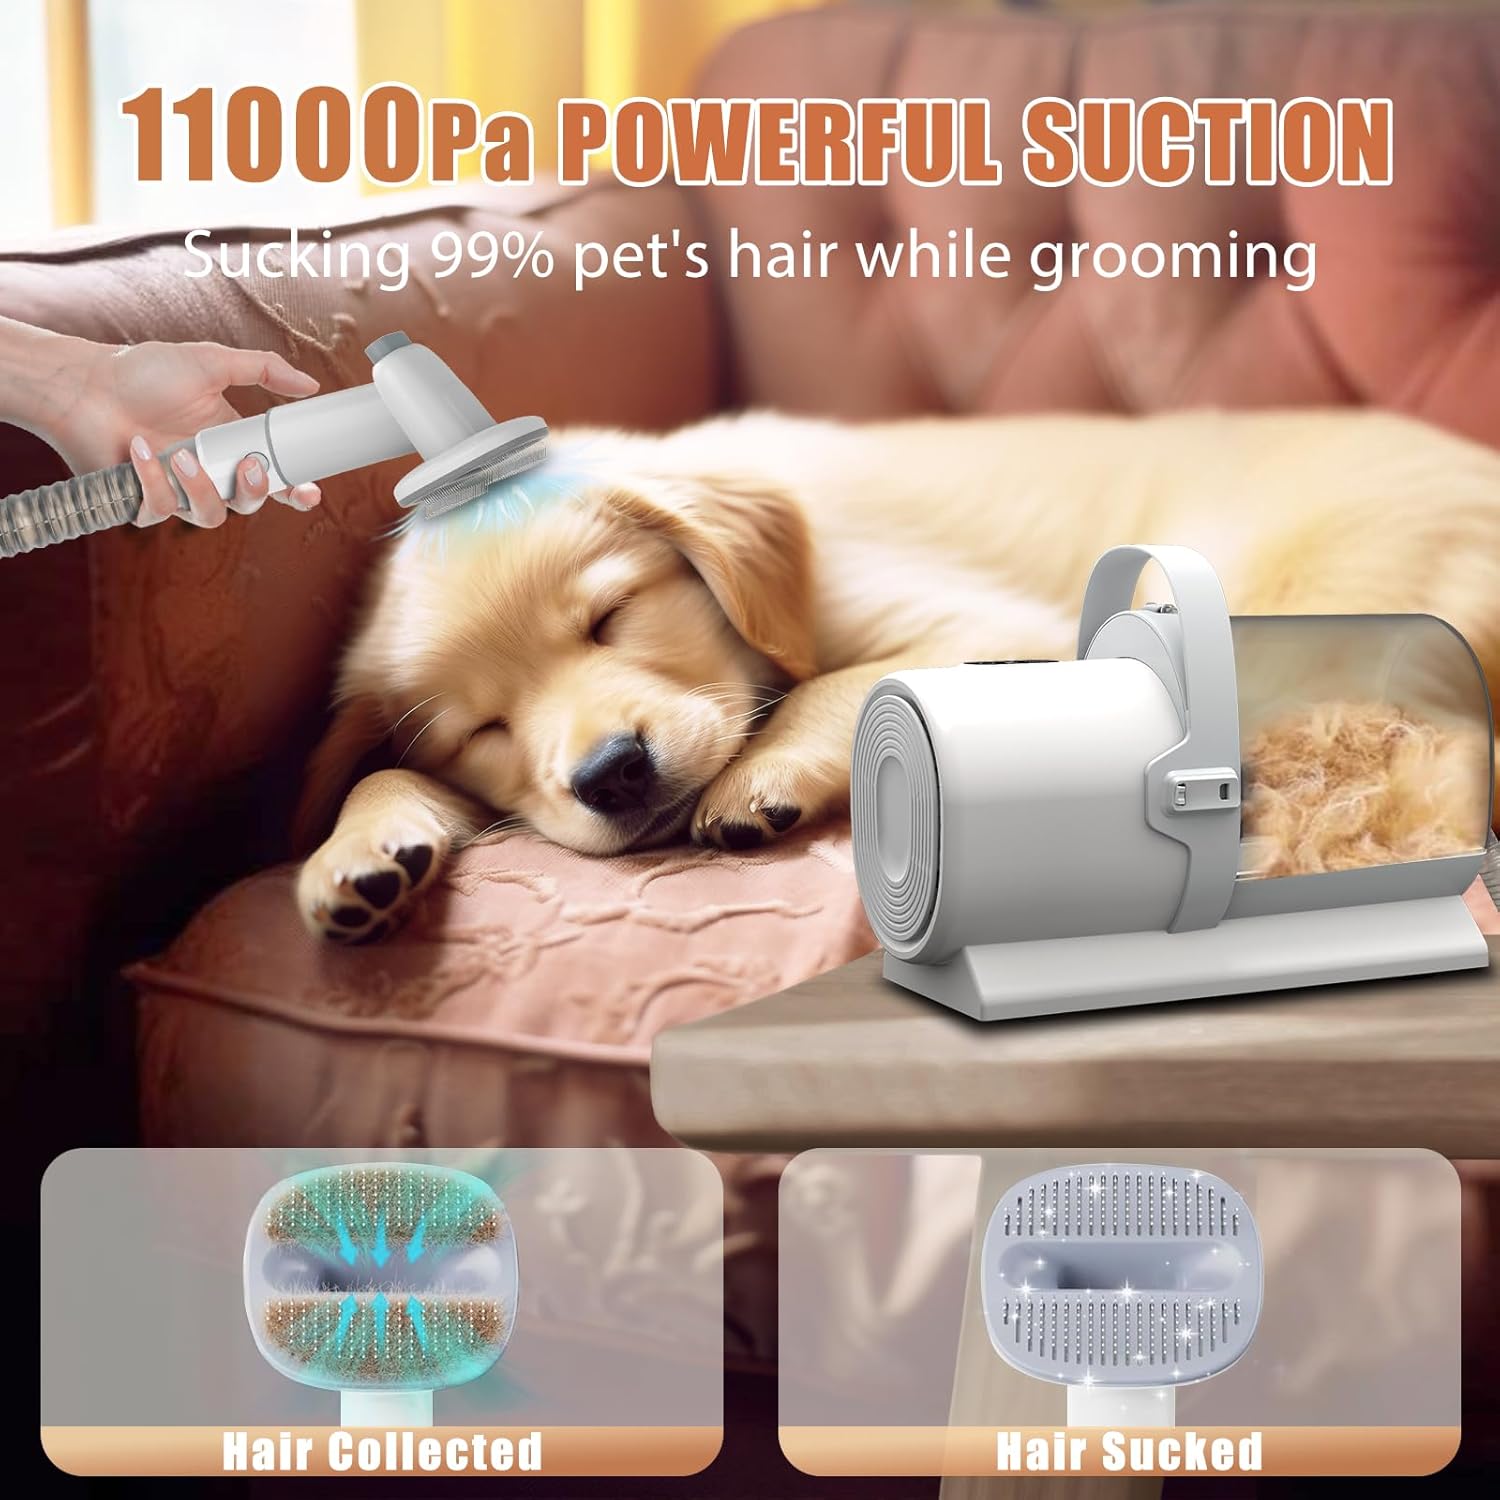 11000Pa POWERFUL SUCTION
Sucking 99% pet's hair while grooming
Hair Collected
Hair Sucked